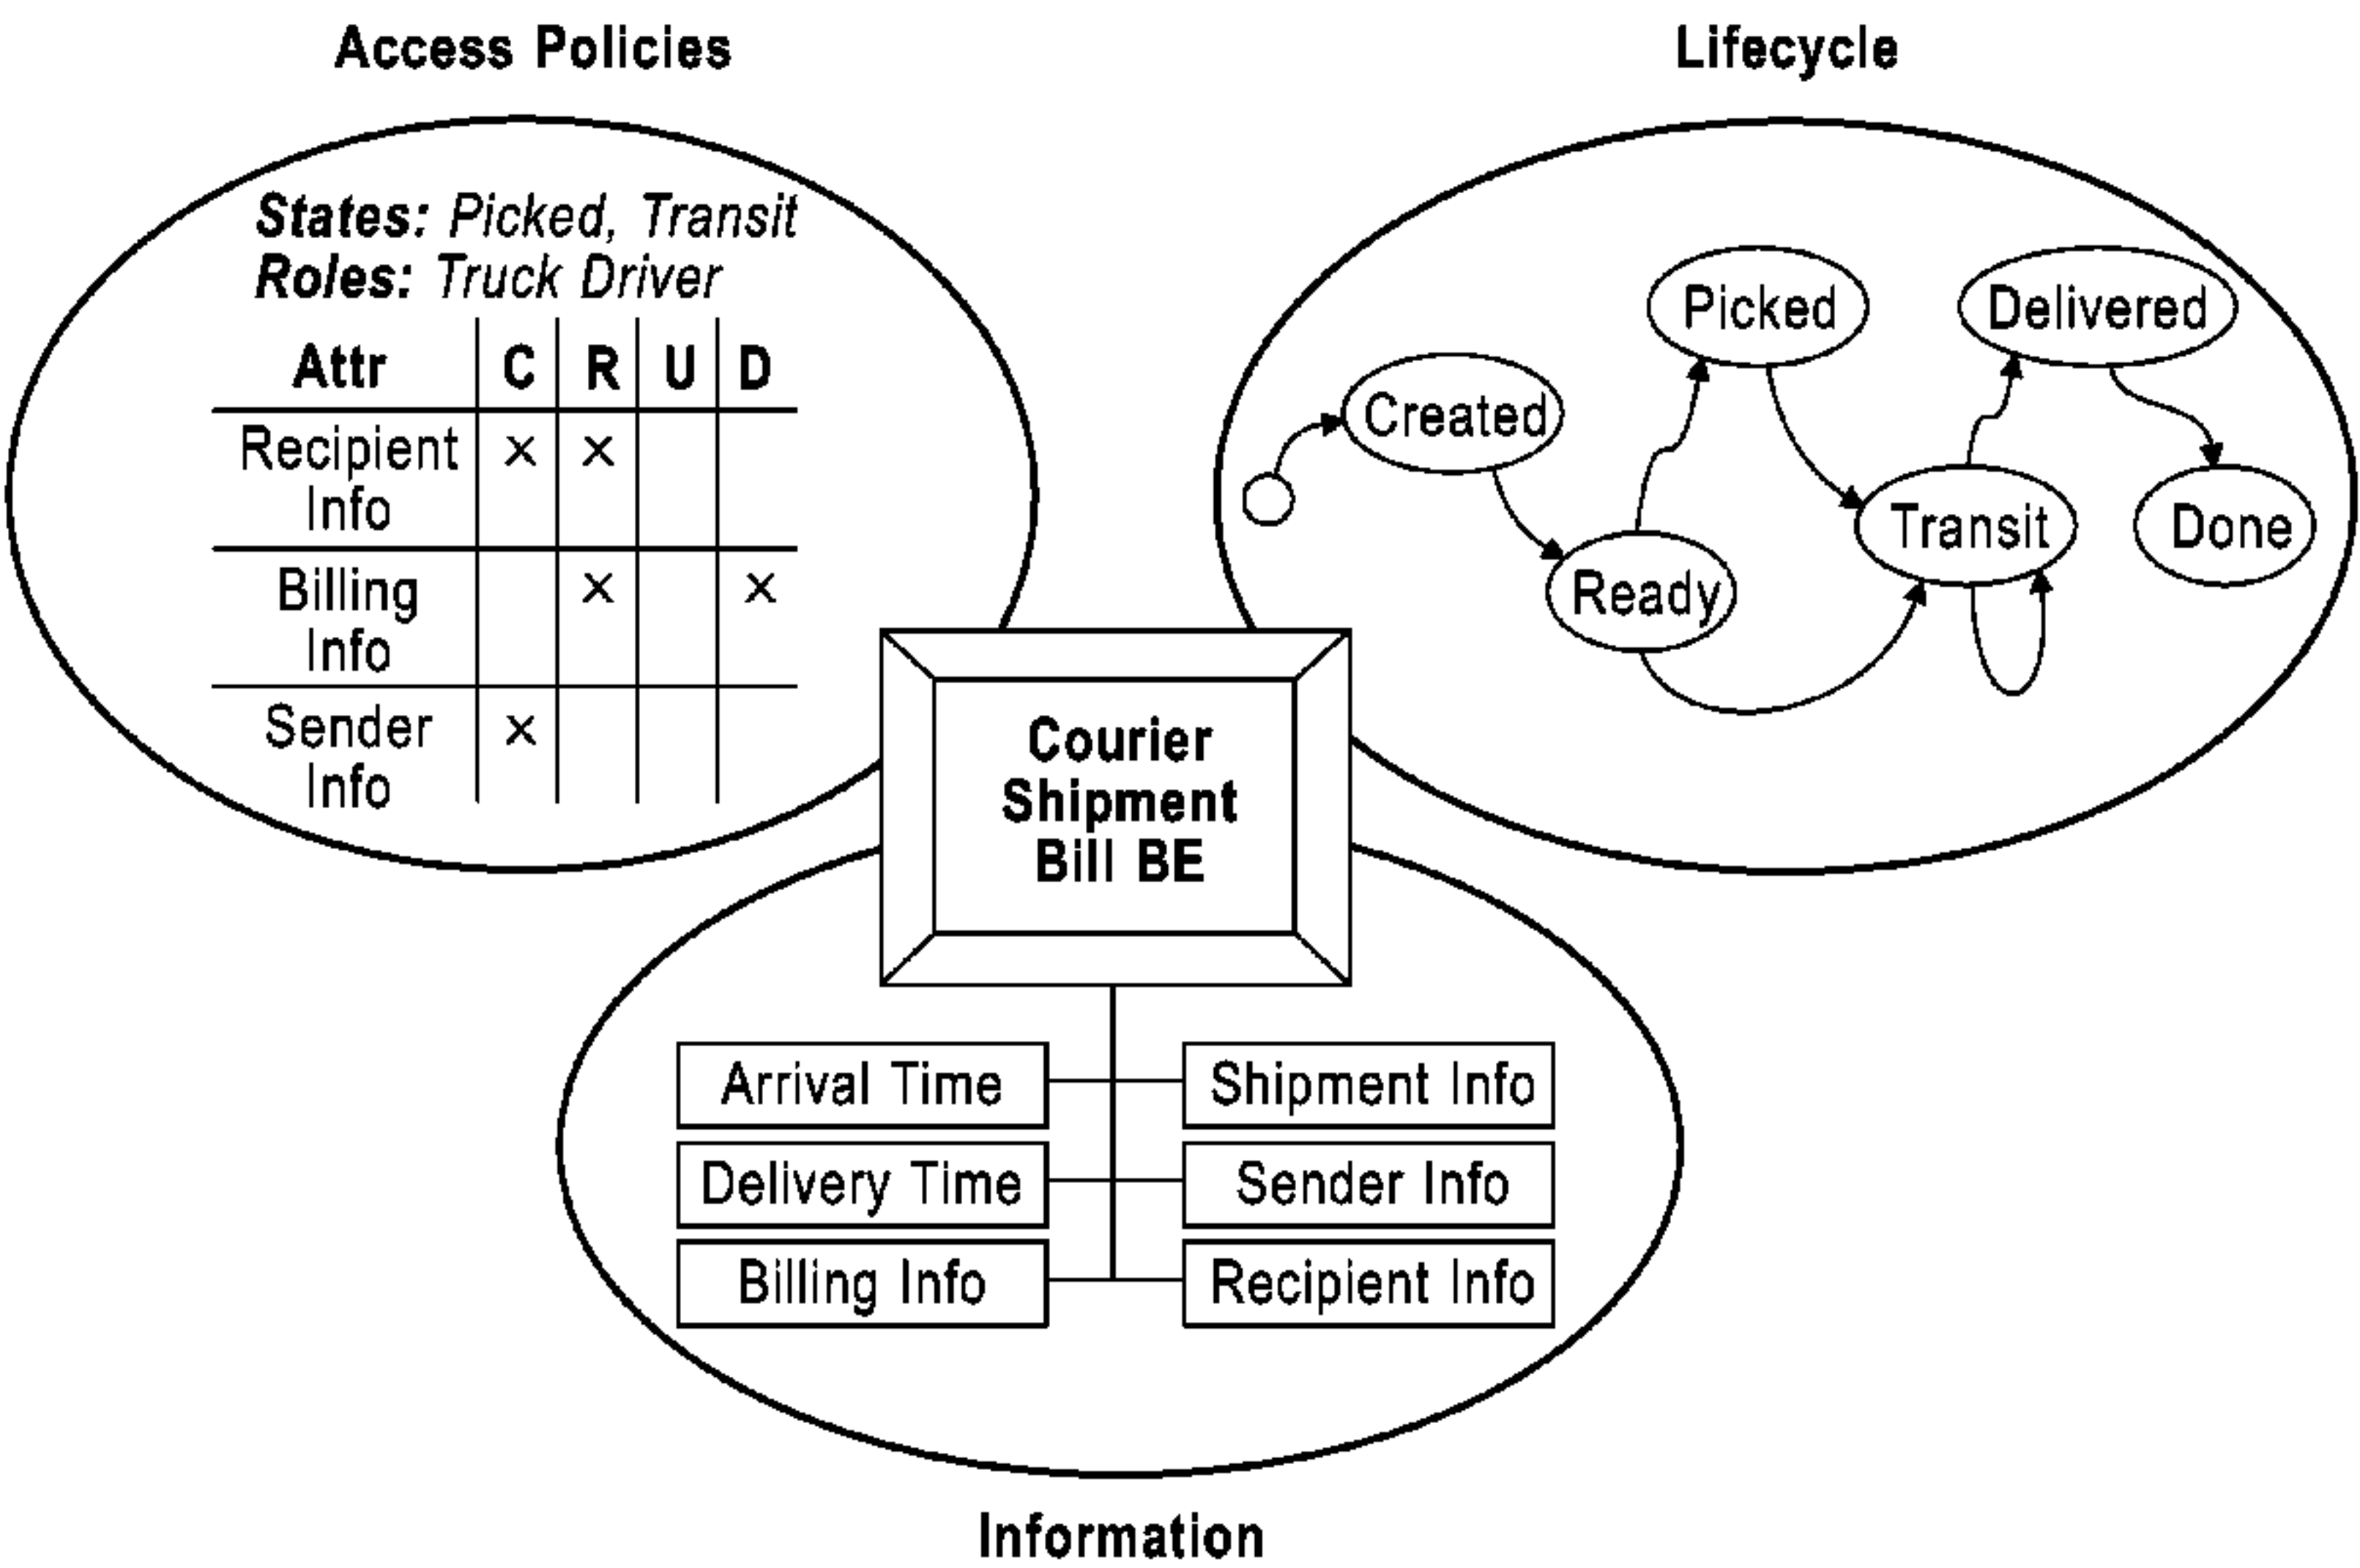 Access Policies
States: Picked, Transit
Roles: Truck Driver
Attr C R U D
Recipient × ×
Info
Billing × ×
Info
Sender ×
Info
Lifecycle
Picked
Delivered
Created
Transit
Done
Ready
Courier
Shipment
Bill BE
Arrival Time
Shipment Info
Delivery Time
Sender Info
Billing Info
Recipient Info
Information